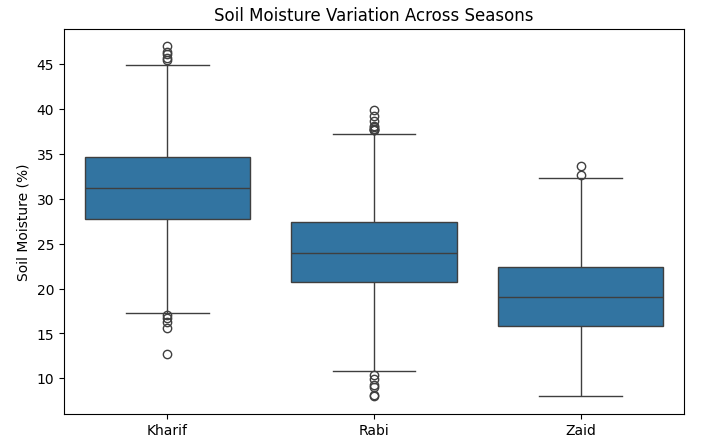 Soil Moisture Variation Across Seasons
Soil Moisture (%)
45
40
35
30
25
20
15
10
Kharif
Rabi
Zaid